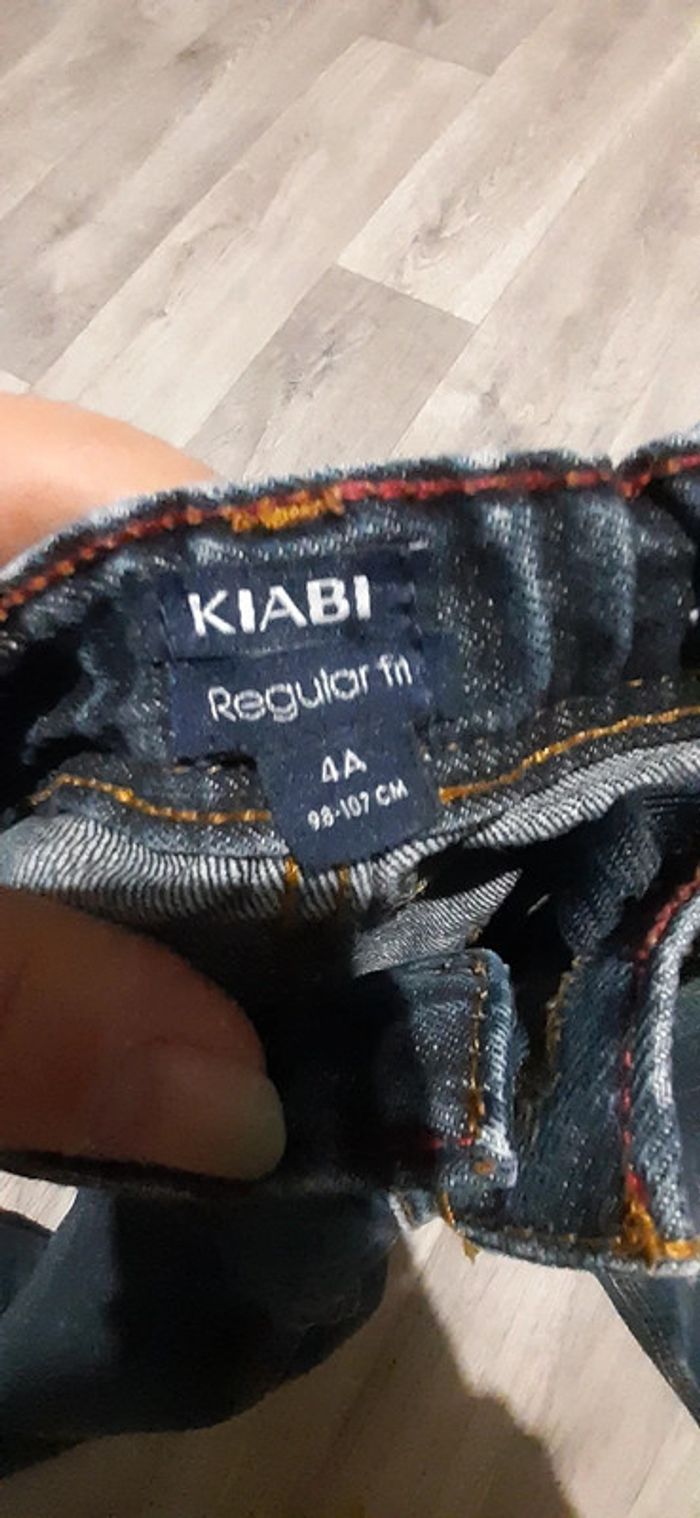 KIABI
Regular fit
4A
98-107 CM